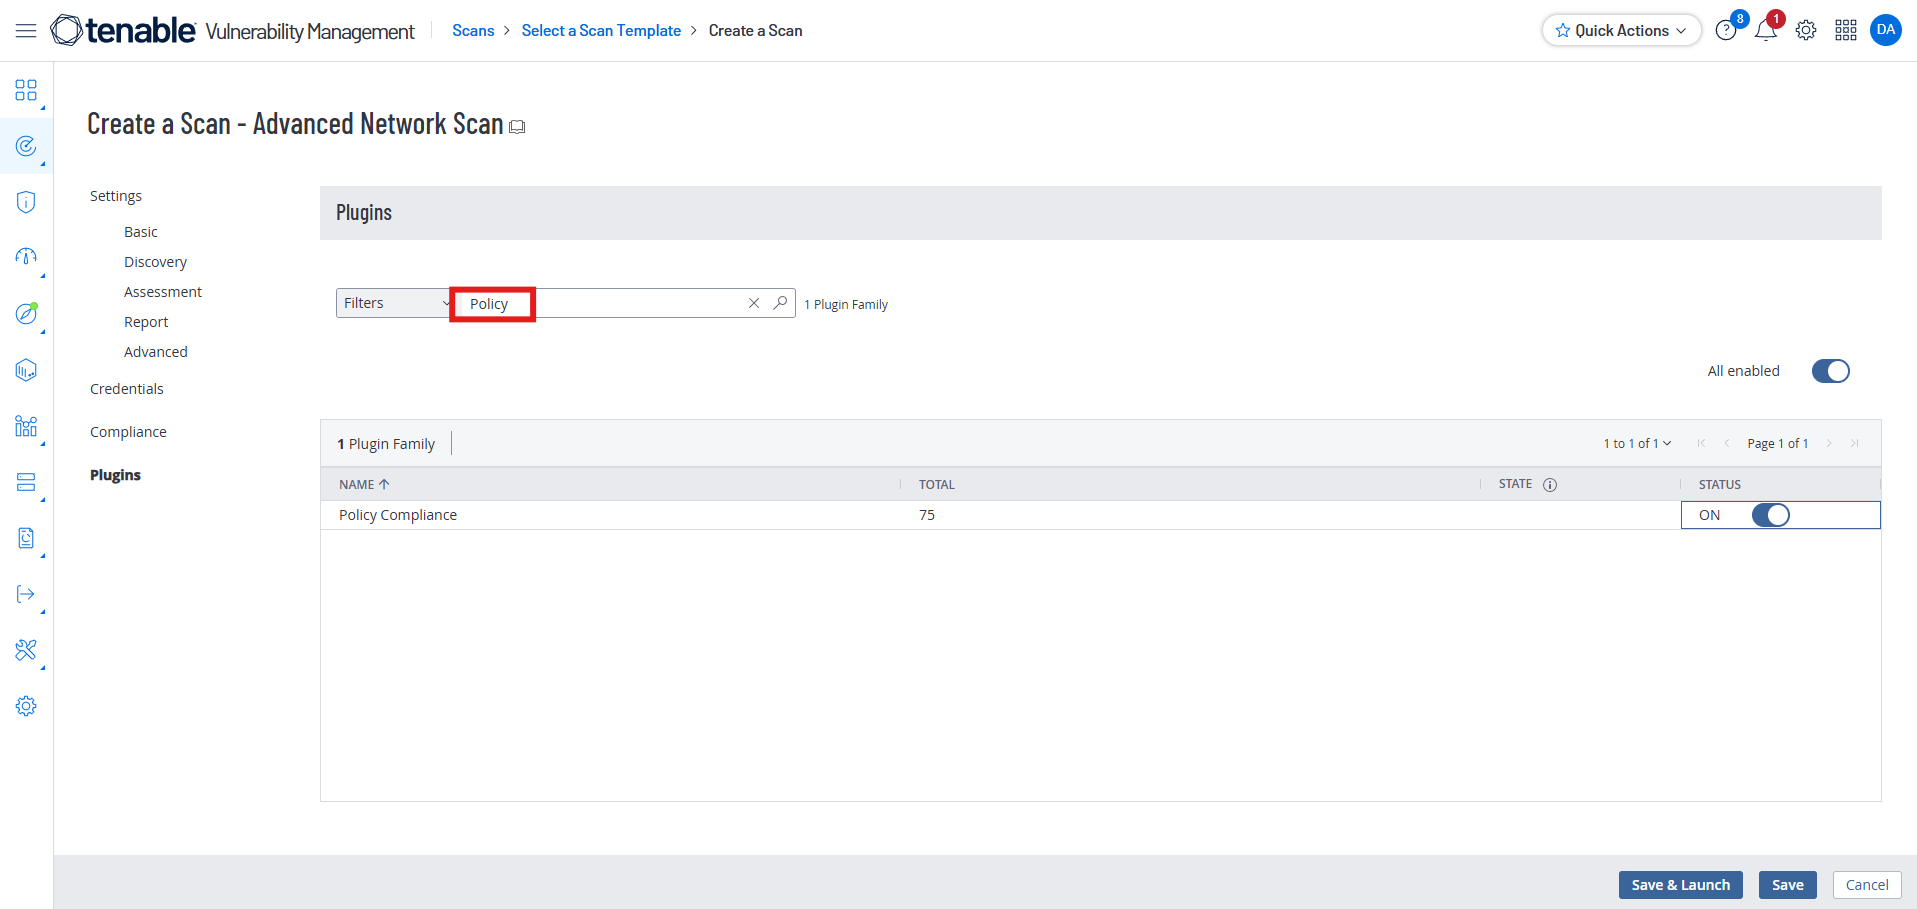 tenable Vulnerability Management
Scans > Select a Scan Template > Create a Scan
Quick Actions
8
1
DA
Create a Scan - Advanced Network Scan
Settings
Basic
Discovery
Assessment
Report
Advanced
Credentials
Compliance
Plugins
Plugins
Filters
Policy
1 Plugin Family
All enabled
1 Plugin Family
1 to 1 of 1
Page 1 of 1
NAME TOTAL STATE STATUS
Policy Compliance 75 ON
Save & Launch
Save
Cancel